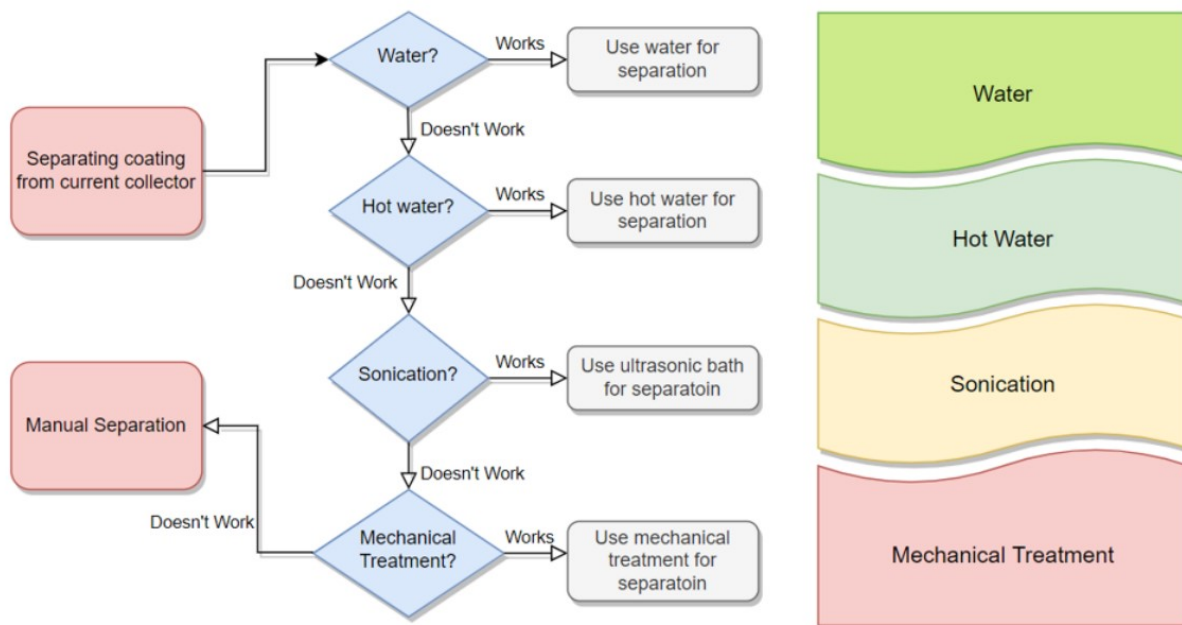 Separating coating
from current collector
Water?
Works
Use water for
separation
Doesn't Work
Hot water?
Works
Use hot water for
separation
Doesn't Work
Sonication?
Works
Use ultrasonic bath
for separatoin
Doesn't Work
Mechanical
Treatment?
Works
Use mechanical
treatment for
separatoin
Doesn't Work
Manual Separation
Water
Hot Water
Sonication
Mechanical Treatment